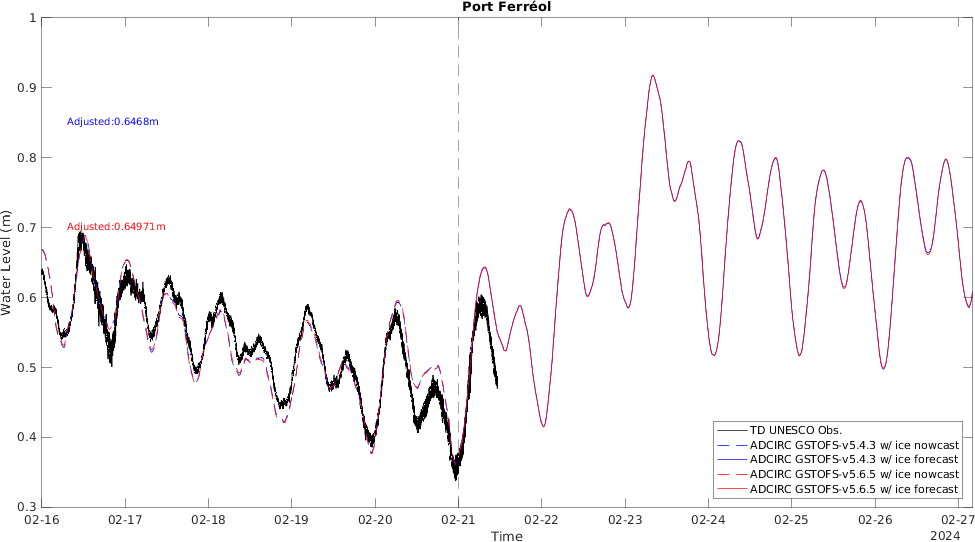 Port Ferréol
Water Level (m)
1
0.9
0.8
0.7
0.6
0.5
0.4
0.3
Adjusted:0.6468m
Adjusted:0.64971m
TD UNESCO Obs.
ADCIRC GSTOFS-v5.4.3 w/ ice nowcast
ADCIRC GSTOFS-v5.4.3 w/ ice forecast
ADCIRC GSTOFS-v5.6.5 w/ ice nowcast
ADCIRC GSTOFS-v5.6.5 w/ ice forecast
02-16 02-17 02-18 02-19 02-20 02-21 02-22 02-23 02-24 02-25 02-26 02-27
Time
2024